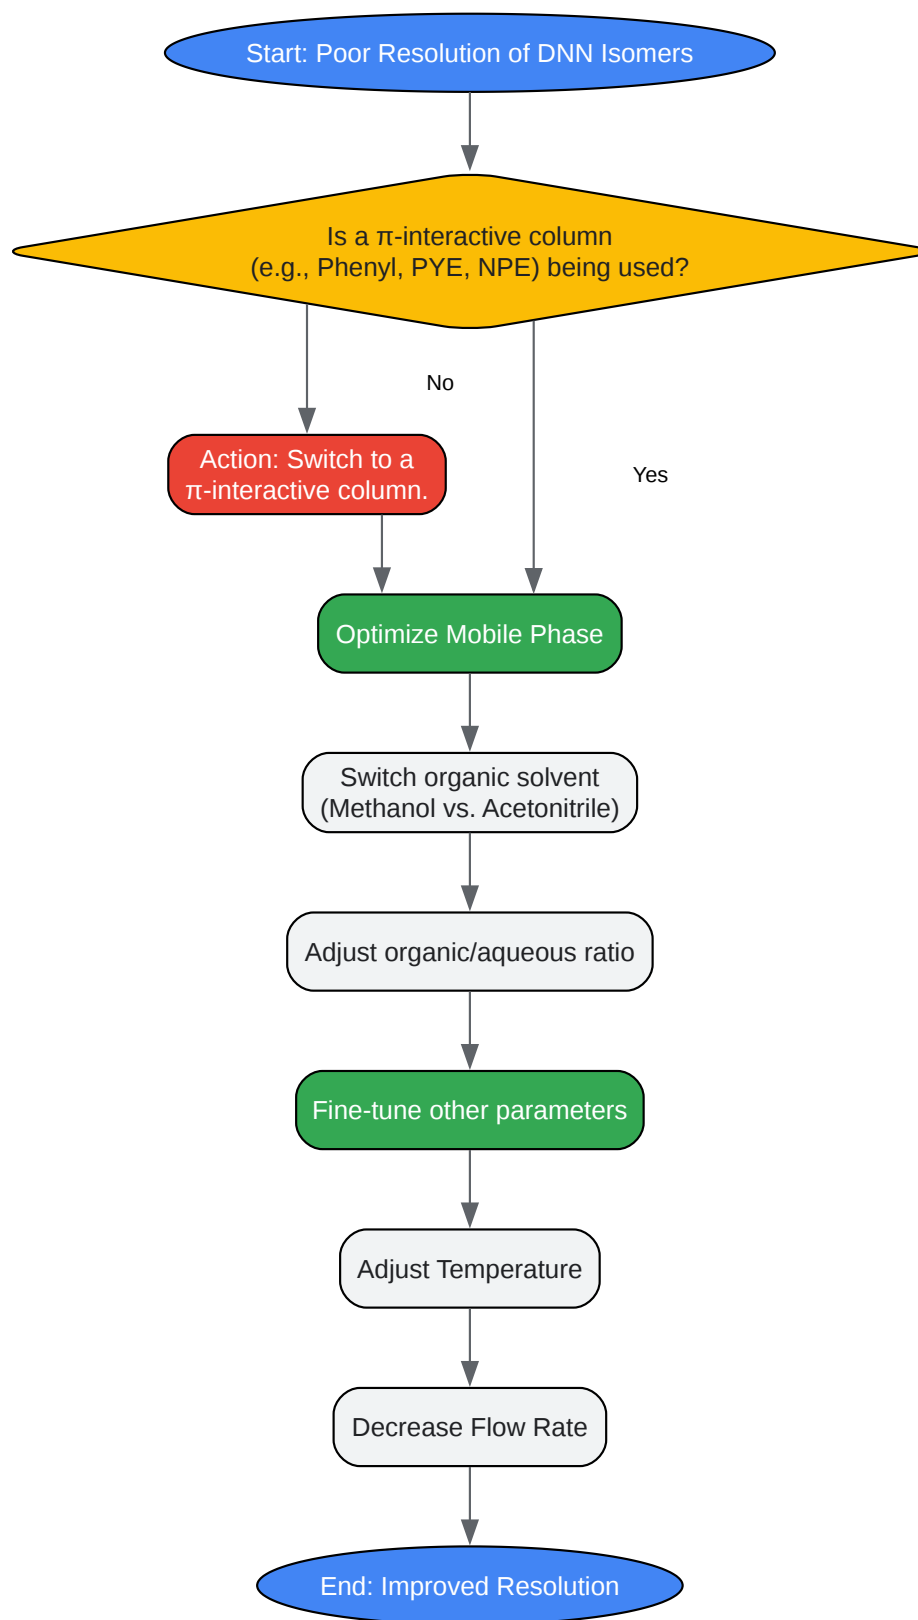 Start: Poor Resolution of DNN Isomers
Is a π-interactive column
(e.g., Phenyl, PYE, NPE) being used?
No
Action: Switch to a
π-interactive column.
Yes
Optimize Mobile Phase
Switch organic solvent
(Methanol vs. Acetonitrile)
Adjust organic/aqueous ratio
Fine-tune other parameters
Adjust Temperature
Decrease Flow Rate
End: Improved Resolution